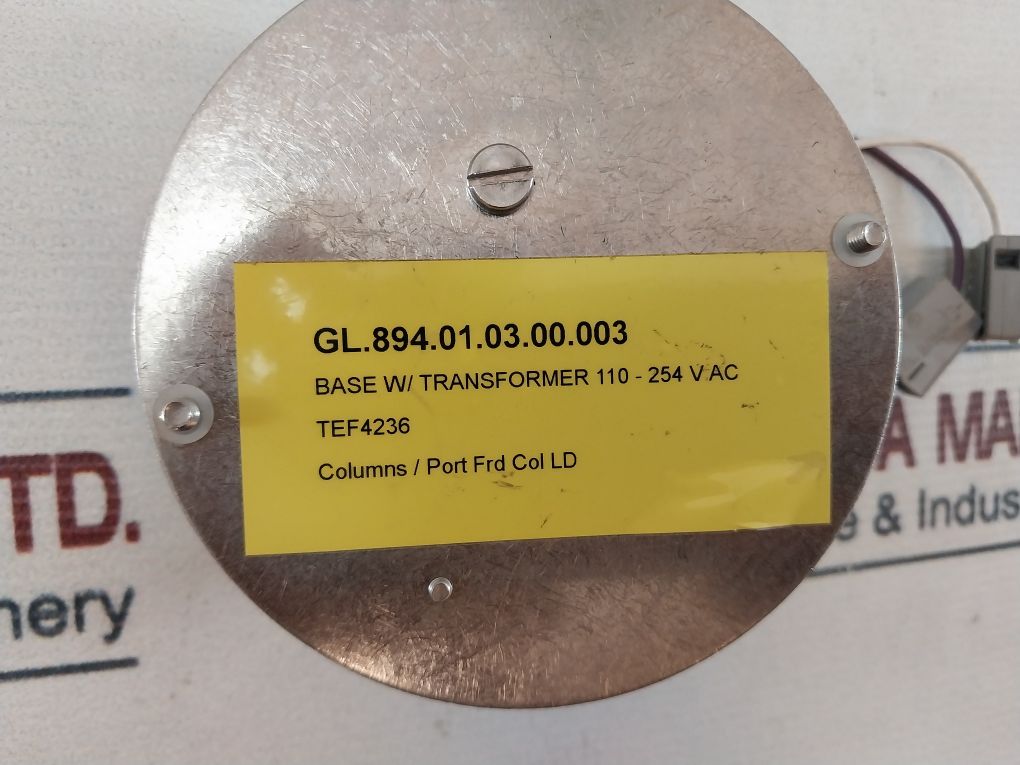 GL.894.01.03.00.003
BASE W/ TRANSFORMER 110 - 254 V AC
TEF4236
Columns / Port Frd Col LD
TD.
nery
A MA
& Indus